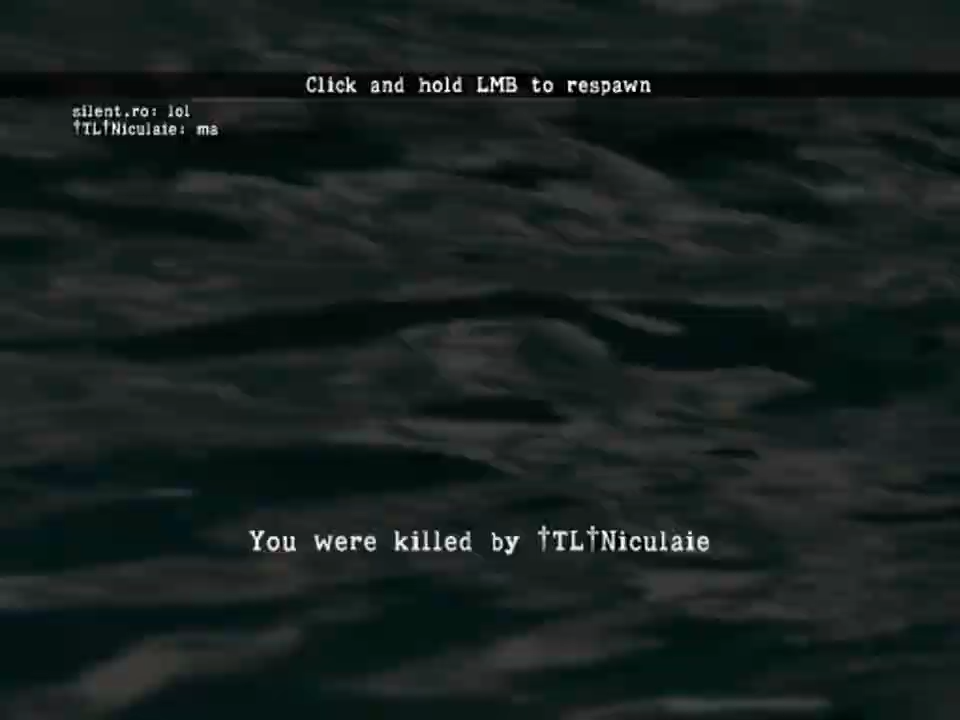 Click and hold LMB to respawn
silent.ro: lol
†TL†Niculaie: ma
You were killed by †TL†Niculaie